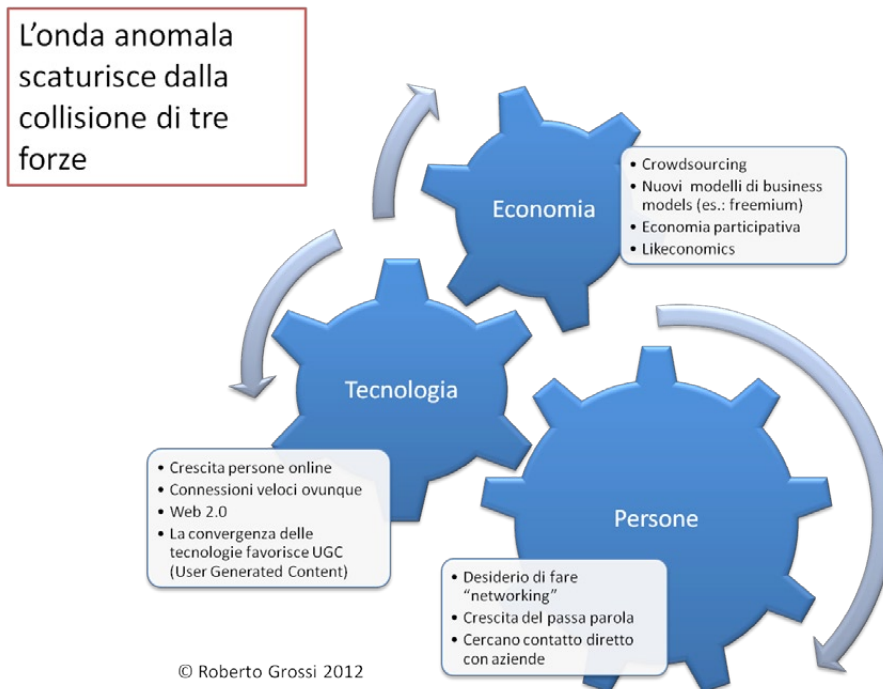 L'onda anomala
scaturisce dalla
collisione di tre
forze
Economia
• Crowdsourcing
• Nuovi modelli di business
models (es.: freemium)
• Economia participativa
• Likeconomics
Tecnologia
• Crescita persone online
• Connessioni veloci ovunque
• Web 2.0
• La convergenza delle
tecnologie favorisce UGC
(User Generated Content)
Persone
• Desiderio di fare
"networking"
• Crescita del passa parola
• Cercano contatto diretto
con aziende
© Roberto Grossi 2012